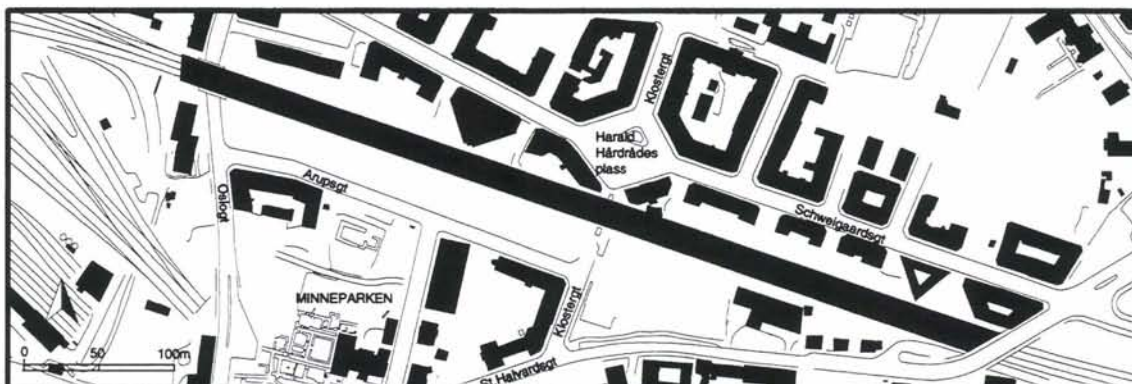 Klostergt
Harald
Hårdrådes
plass
Arupsgt
Oslogt
Schweigaardsgt
MINNEPARKEN
Klostergt
0 50 100m
St Halvardsgt